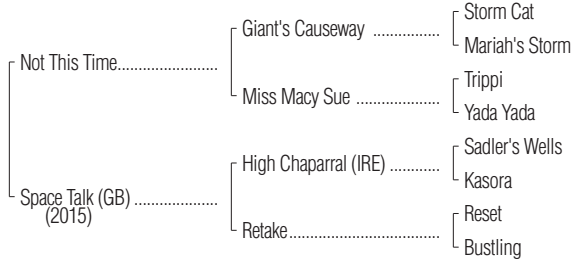 Storm Cat
Giant's Causeway ................
Mariah's Storm
Not This Time........................
Trippi
Miss Macy Sue ....................
Yada Yada
Sadler's Wells
High Chaparral (IRE) ............
Kasora
Space Talk (GB) ....................
(2015)
Reset
Retake....................................
Bustling